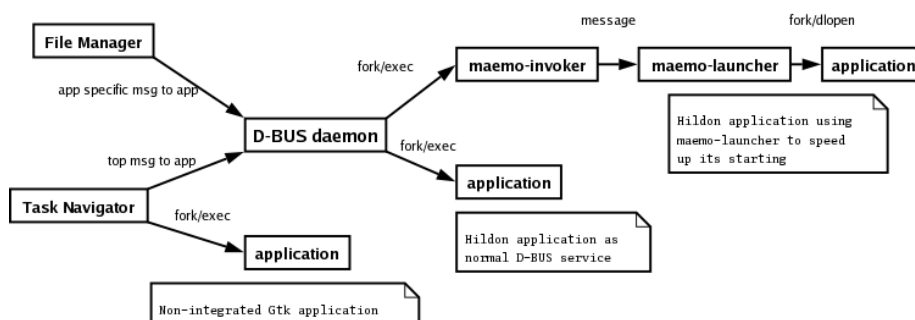 message
fork/dlopen
File Manager
fork/exec
maemo-invoker
maemo-launcher
application
app specific msg to app
Hildon application using
maemo-launcher to speed
up its starting
D-BUS daemon
fork/exec
top msg to app
application
Task Navigator
fork/exec
Hildon application as
normal D-BUS service
application
Non-integrated Gtk application